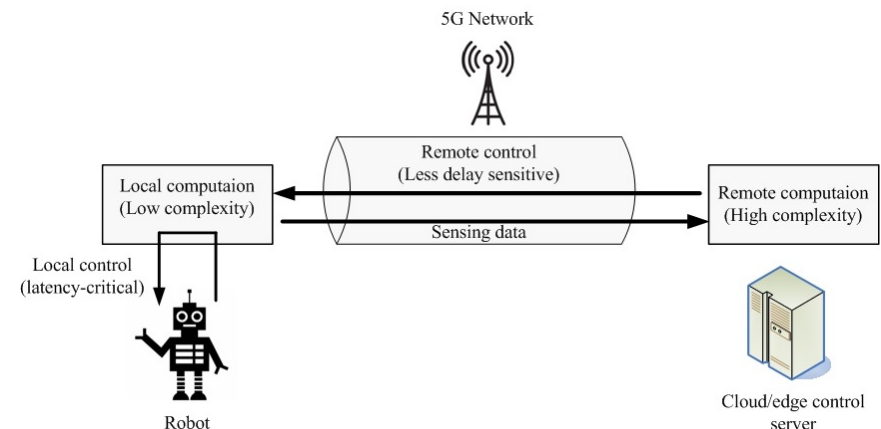 5G Network
Remote control
(Less delay sensitive)
Local computaion
(Low complexity)
Remote computaion
(High complexity)
Sensing data
Local control
(latency-critical)
Robot
Cloud/edge control
server